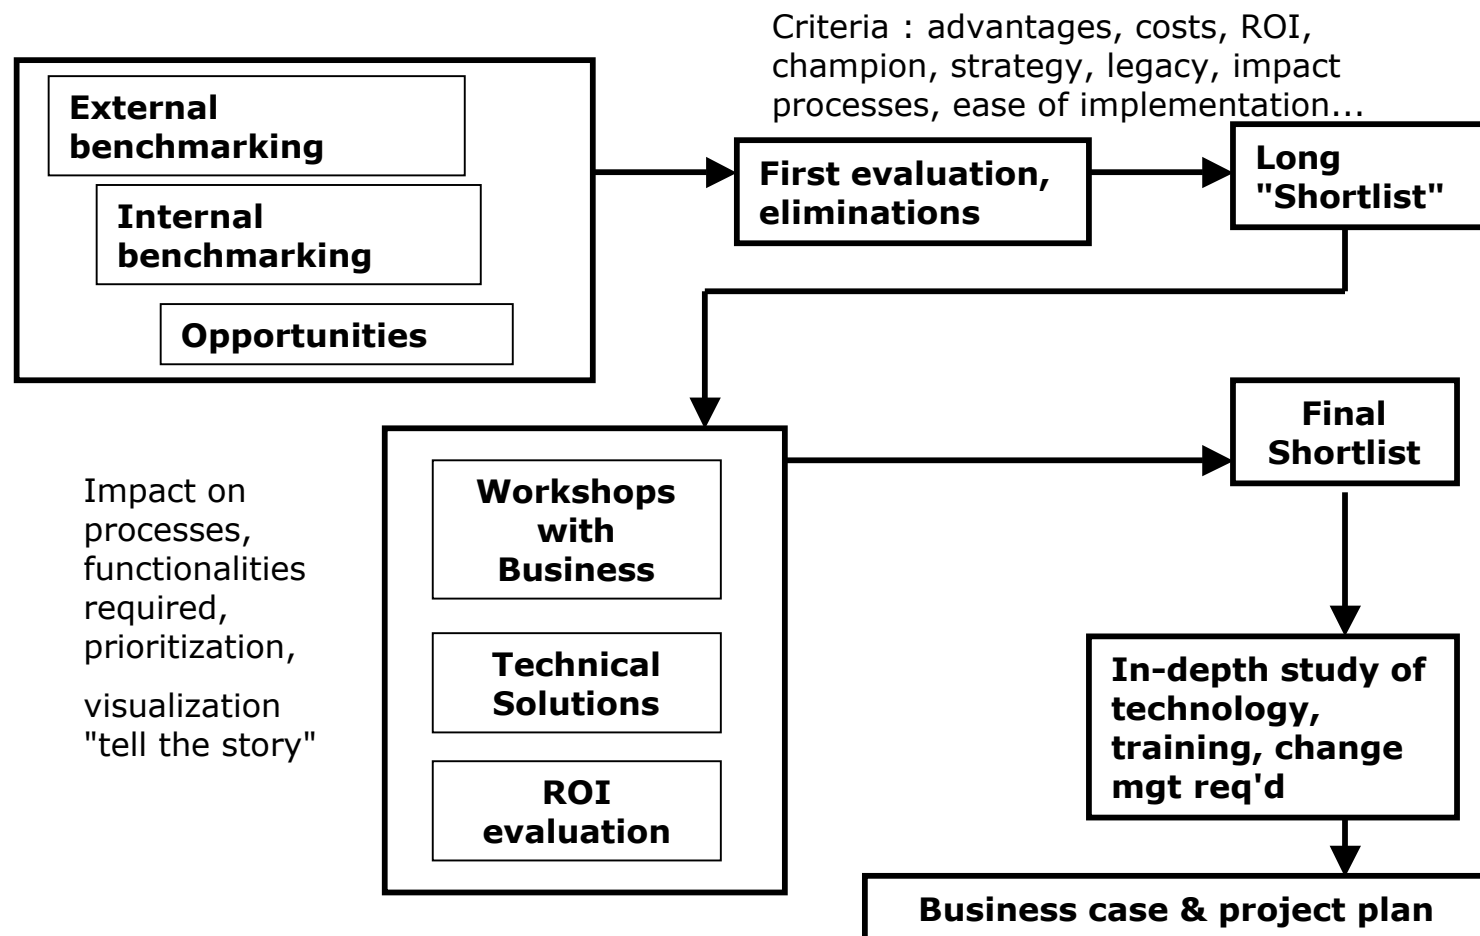 Criteria : advantages, costs, ROI,
champion, strategy, legacy, impact
processes, ease of implementation...
External
benchmarking
Internal
benchmarking
Opportunities
First evaluation,
eliminations
Long
"Shortlist"
Impact on
processes,
functionalities
required,
prioritization,
visualization
"tell the story"
Workshops
with
Business
Technical
Solutions
ROI
evaluation
Final
Shortlist
In-depth study of
technology,
training, change
mgt req'd
Business case & project plan